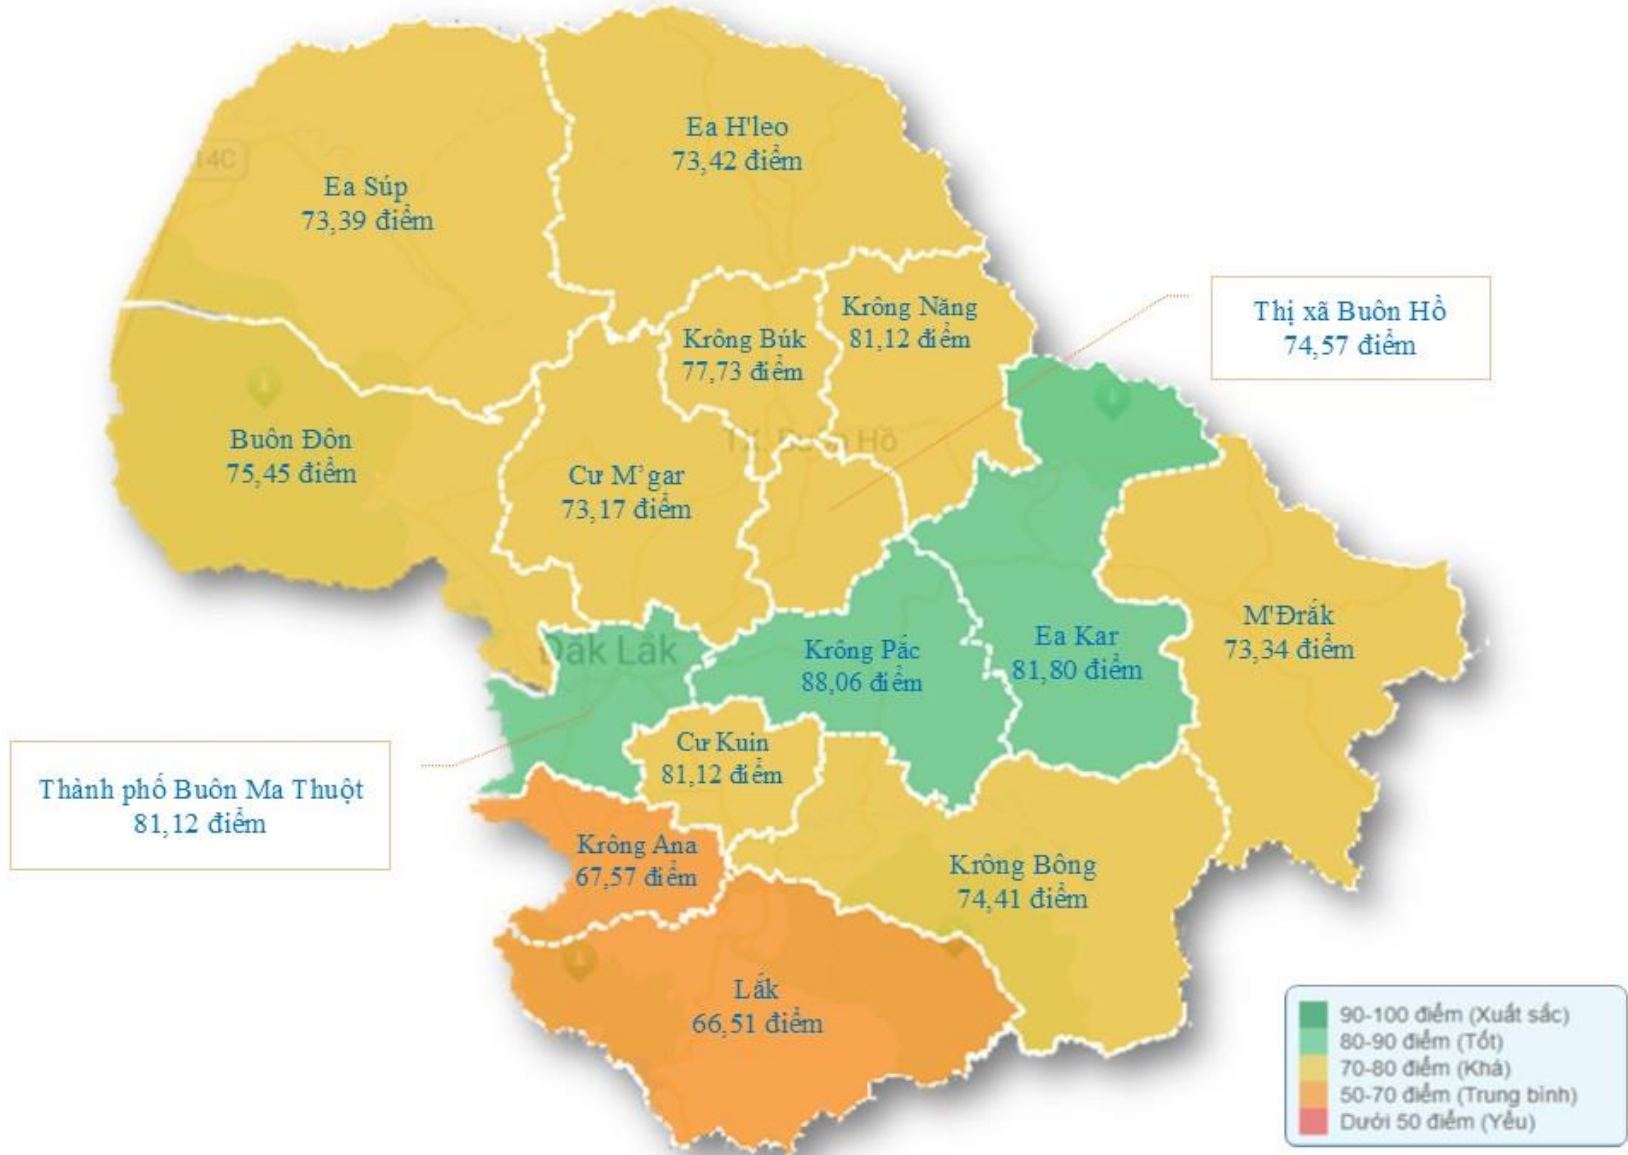 Ea H'leo
73,42 điểm
14C
Ea Súp
73,39 điểm
Krông Năng
81,12 điểm
Thị xã Buôn Hồ
74,57 điểm
Krông Búk
77,73 điểm
Buôn Đôn
75,45 điểm
TX. Buôn Hồ
Cư M’gar
73,17 điểm
M'Đrắk
73,34 điểm
Ea Kar
81,80 điểm
Đắk Lắk
Krông Pắc
88,06 điểm
Cư Kuin
81,12 điểm
Thành phố Buôn Ma Thuột
81,12 điểm
Krông Ana
67,57 điểm
Krông Bông
74,41 điểm
Lắk
66,51 điểm
90-100 điểm (Xuất sắc)
80-90 điểm (Tốt)
70-80 điểm (Khá)
50-70 điểm (Trung bình)
Dưới 50 điểm (Yếu)